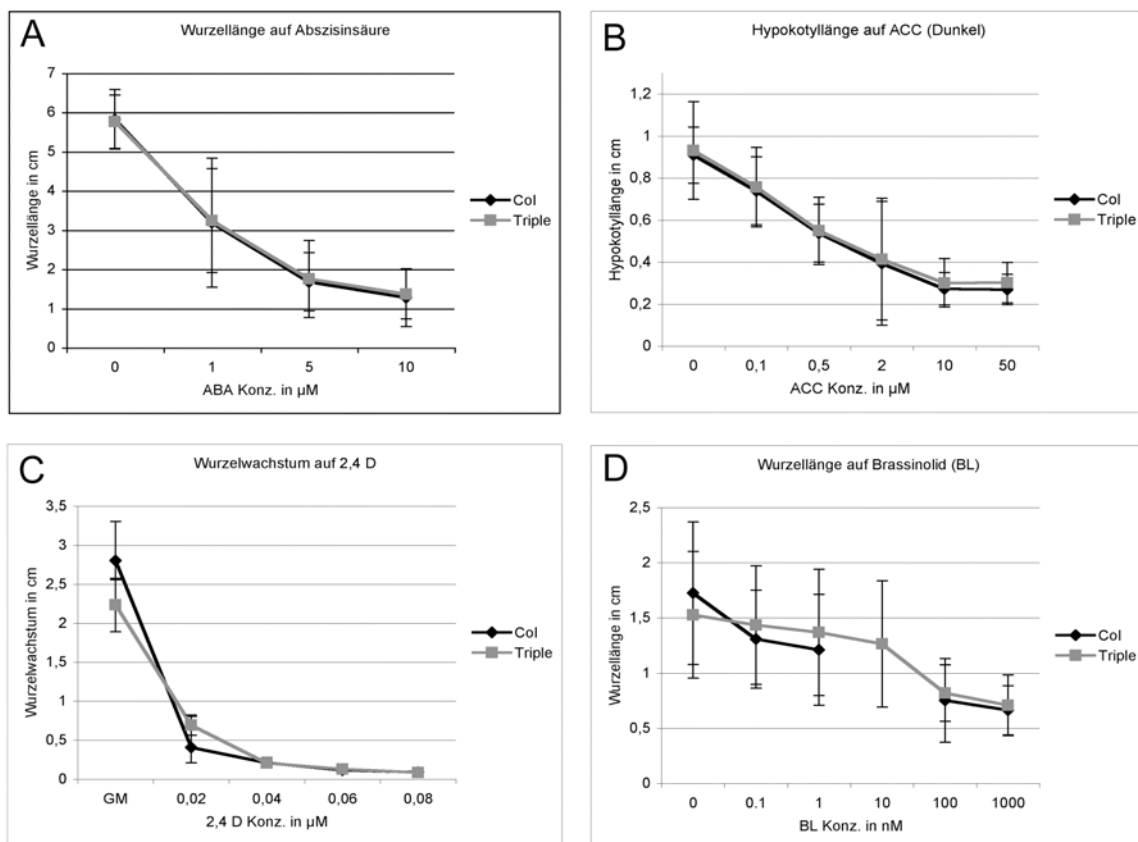 A
Wurzellänge auf Abszisinsäure
Wurzellänge in cm
7
6
5
4
3
2
1
0
0 1 5 10
ABA Konz. in µM
Col
Triple
B
Hypokotyllänge auf ACC (Dunkel)
Hypokotyllänge in cm
1,2
1
0,8
0,6
0,4
0,2
0
0 0,1 0,5 2 10 50
ACC Konz. in µM
Col
Triple
C
Wurzelwachstum auf 2,4 D
Wurzelwachstum in cm
3,5
3
2,5
2
1,5
1
0,5
0
GM 0,02 0,04 0,06 0,08
2,4 D Konz. in µM
Col
Triple
D
Wurzellänge auf Brassinolid (BL)
Wurzellänge in cm
2,5
2
1,5
1
0,5
0
0 0.1 1 10 100 1000
BL Konz. in nM
Col
Triple